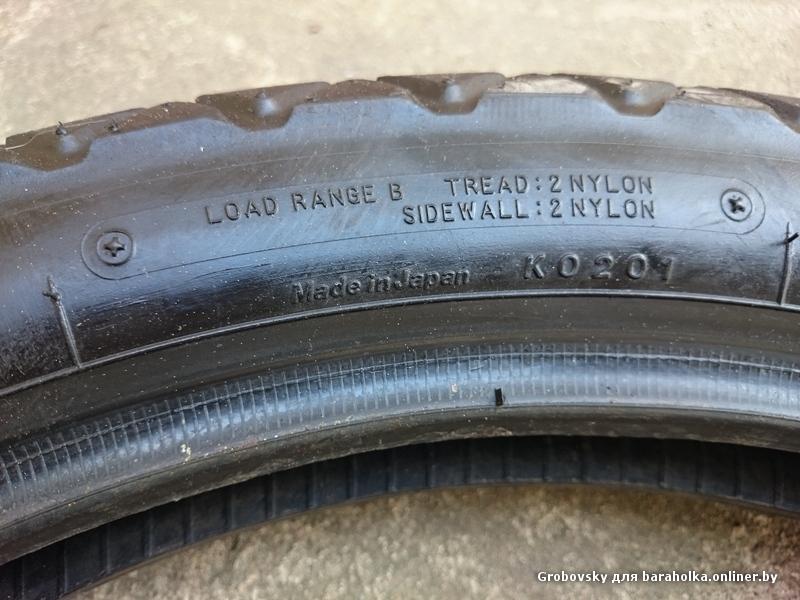 LOAD RANGE B TREAD: 2 NYLON
SIDEWALL: 2 NYLON
Made in Japan K0201
Grobovsky для baraholka.onliner.by